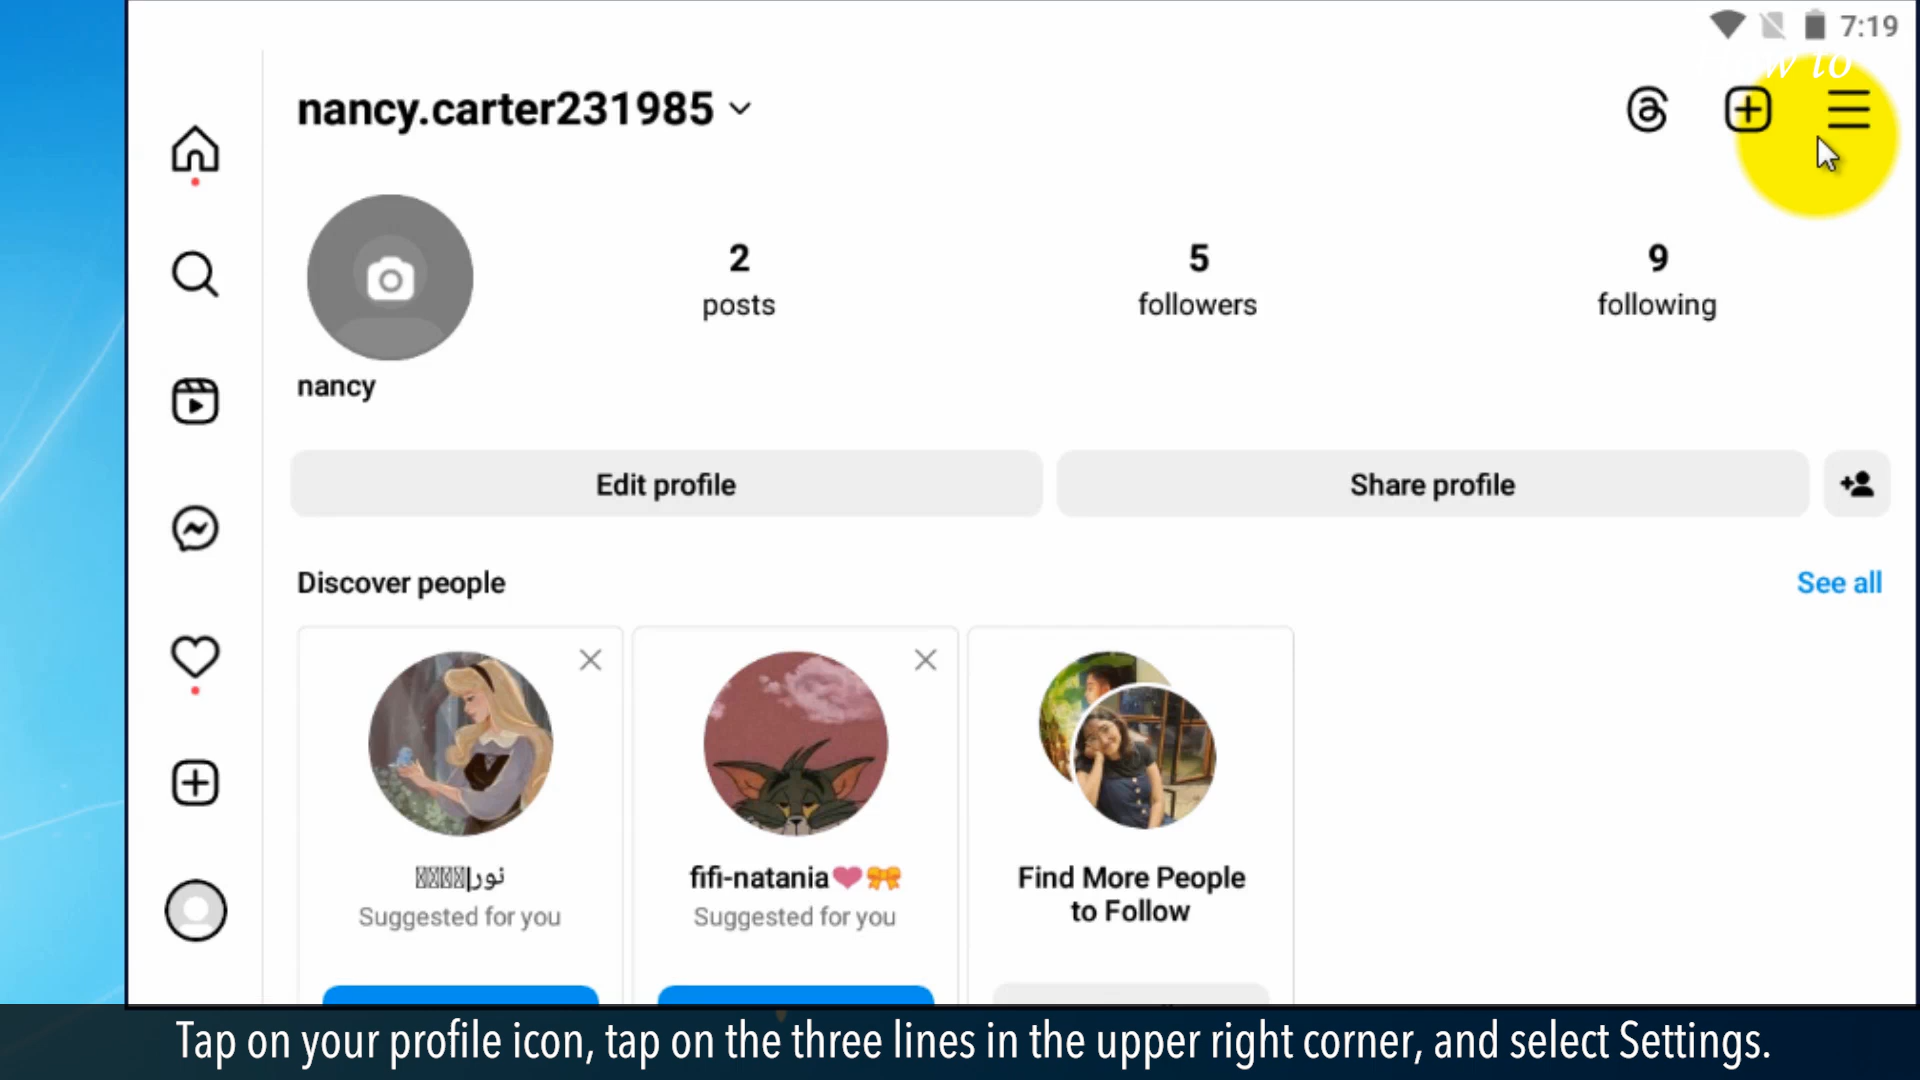 7:19
w to
nancy.carter231985
2
posts
5
followers
9
following
nancy
Edit profile
Share profile
Discover people
See all
نور
Suggested for you
fifi-natania❤️🎀
Suggested for you
Find More People
to Follow
Tap on your profile icon, tap on the three lines in the upper right corner, and select Settings.